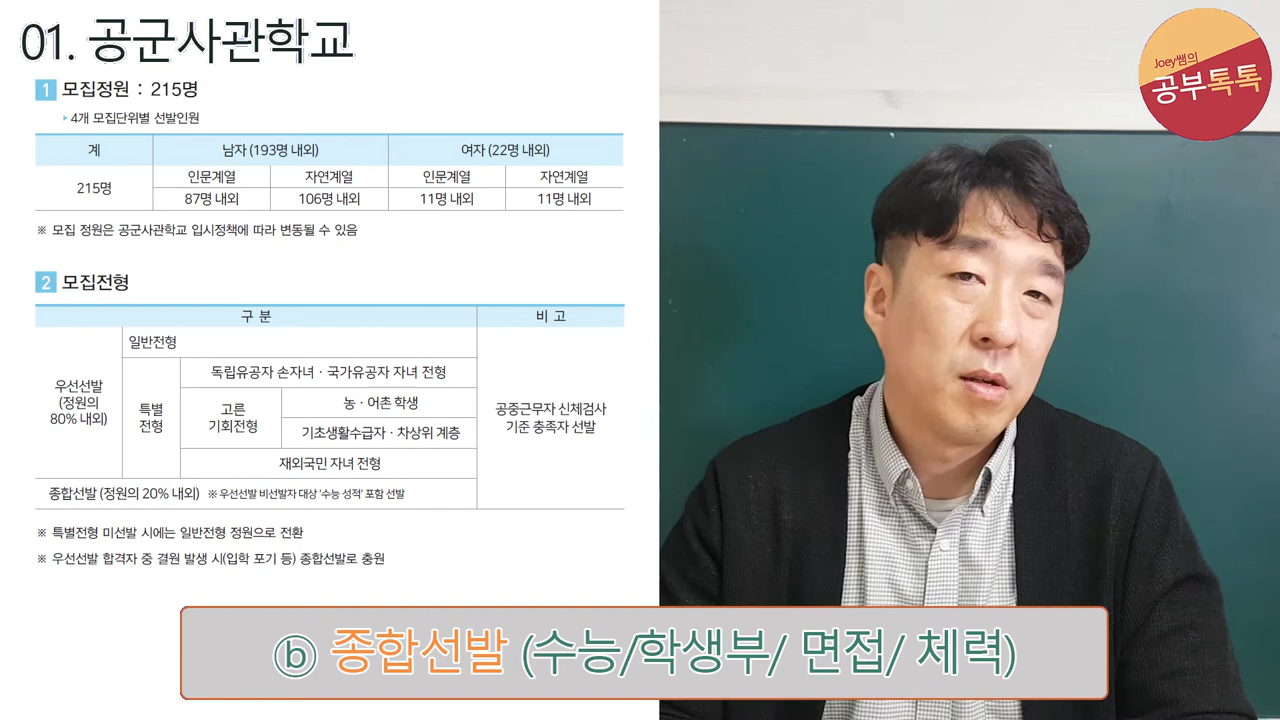 01. 공군사관학교
1 모집정원 : 215명
▸ 4개 모집단위별 선발인원
계 남자 (193명 내외) 여자 (22명 내외)
215명 인문계열 자연계열 인문계열 자연계열
87명 내외 106명 내외 11명 내외 11명 내외
※ 모집 정원은 공군사관학교 입시정책에 따라 변동될 수 있음
2 모집전형
구 분 비 고
우선선발
(정원의
80% 내외)
일반전형
특별
전형
독립유공자 손자녀 · 국가유공자 자녀 전형
고른
기회전형
농 · 어촌 학생
기초생활수급자 · 차상위 계층
재외국민 자녀 전형
공중근무자 신체검사
기준 충족자 선발
종합선발 (정원의 20% 내외) ※ 우선선발 비선발자 대상 '수능 성적' 포함 선발
※ 특별전형 미선발 시에는 일반전형 정원으로 전환
※ 우선선발 합격자 중 결원 발생 시(입학 포기 등) 종합선발로 충원
Joey쌤의
공부톡톡
ⓑ 종합선발 (수능/학생부/ 면접/ 체력)